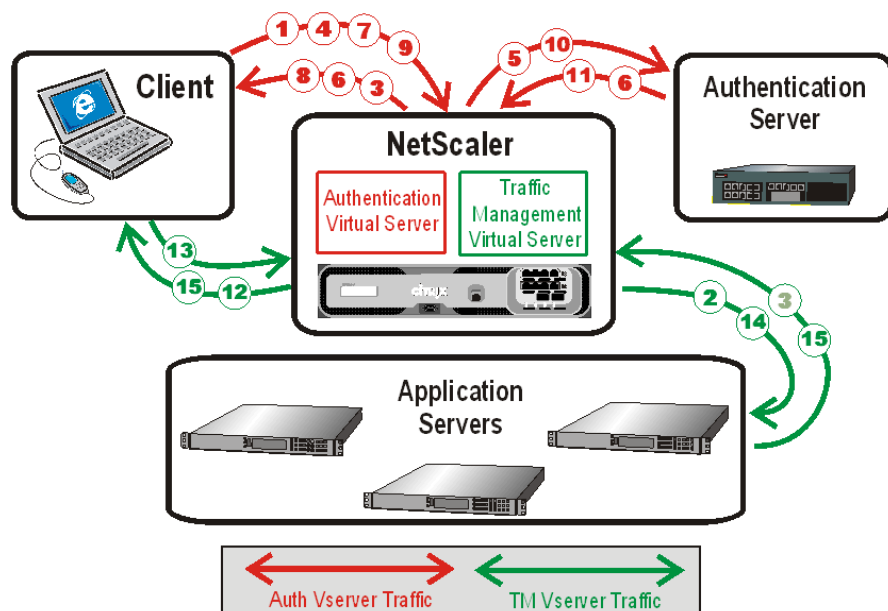 1 4 7 9
8 6 3
5 10
11 6
Client
NetScaler
Authentication
Server
Authentication
Virtual Server
Traffic
Management
Virtual Server
13
15 12
2
14
3
15
Application
Servers
Auth Vserver Traffic
TM Vserver Traffic